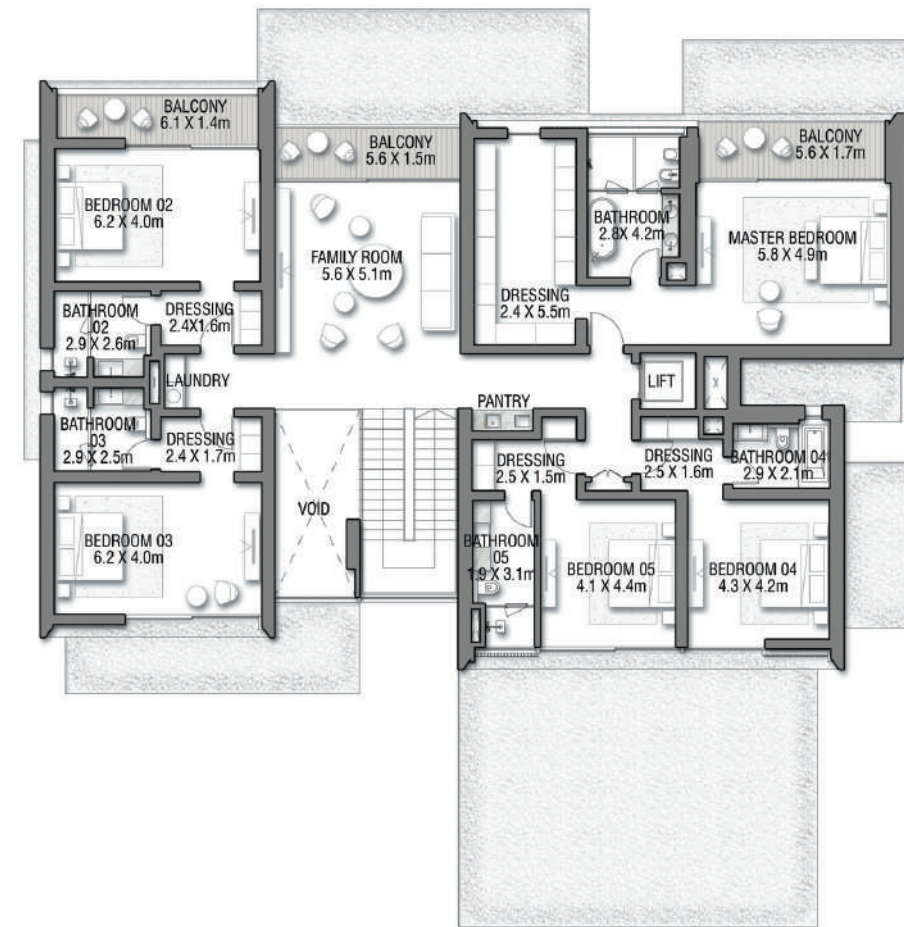 BALCONY
6.1 X 1.4m
BALCONY
5.6 X 1.5m
BALCONY
5.6 X 1.7m
BEDROOM 02
6.2 X 4.0m
FAMILY ROOM
5.6 X 5.1m
BATHROOM
2.8X 4.2m
MASTER BEDROOM
5.8 X 4.9m
DRESSING
2.4 X 5.5m
BATHROOM
02
2.9 X 2.6m
DRESSING
2.4X1.6m
LAUNDRY
LIFT
PANTRY
BATHROOM
03
2.9 X 2.5m
DRESSING
2.4 X 1.7m
DRESSING
2.5 X 1.5m
DRESSING
2.5 X 1.6m
BATHROOM 04
2.9 X 2.1m
VOID
BEDROOM 03
6.2 X 4.0m
BATHROOM
05
1.9 X 3.1m
BEDROOM 05
4.1 X 4.4m
BEDROOM 04
4.3 X 4.2m